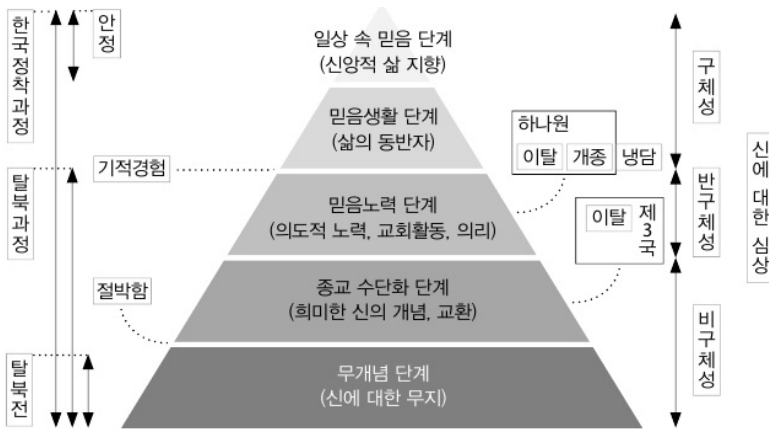 한국정착과정
안정
일상 속 믿음 단계
(신앙적 삶 지향)
구체성
믿음생활 단계
(삶의 동반자)
하나원
이탈 개종 냉담
기적경험
탈북과정
믿음노력 단계
(의도적 노력, 교회활동, 의리)
반구체성
신에 대한 심상
이탈 제3국
절박함
종교 수단화 단계
(희미한 신의 개념, 교환)
비구체성
탈북전
무개념 단계
(신에 대한 무지)